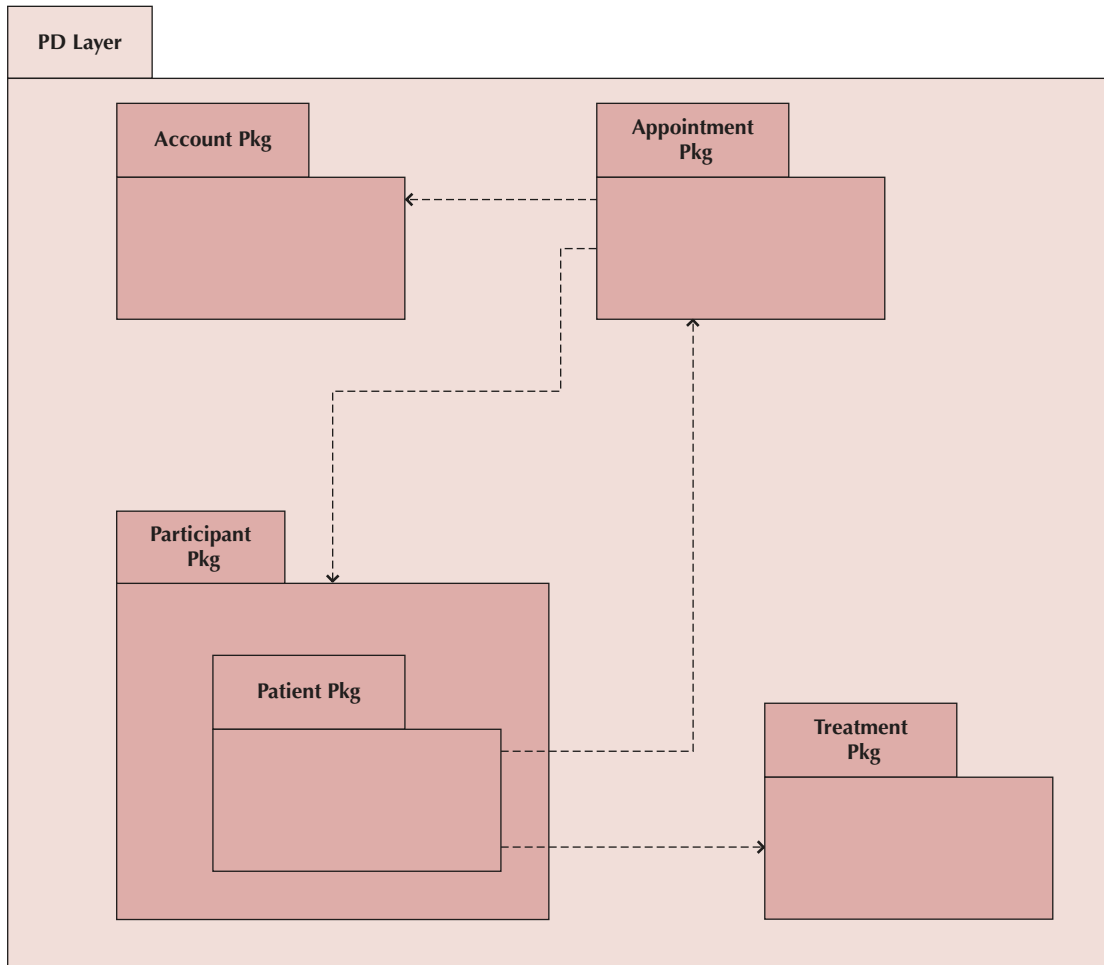 PD Layer
Account Pkg
Appointment
Pkg
Participant
Pkg
Patient Pkg
Treatment
Pkg